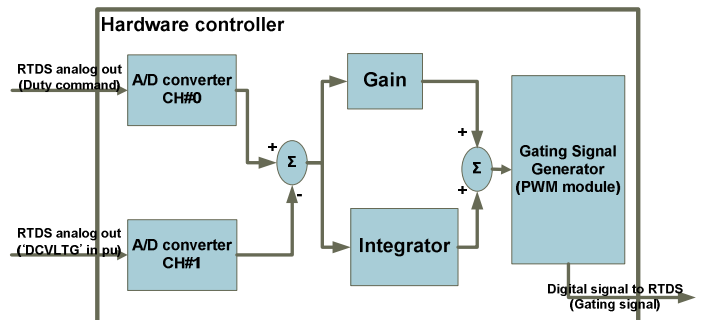 Hardware controller
RTDS analog out
(Duty command)
A/D converter
CH#0
Gain
+
Σ
-
+
Σ
+
Gating Signal
Generator
(PWM module)
RTDS analog out
('DCVLTG' in pu)
A/D converter
CH#1
Integrator
Digital signal to RTDS
(Gating signal)